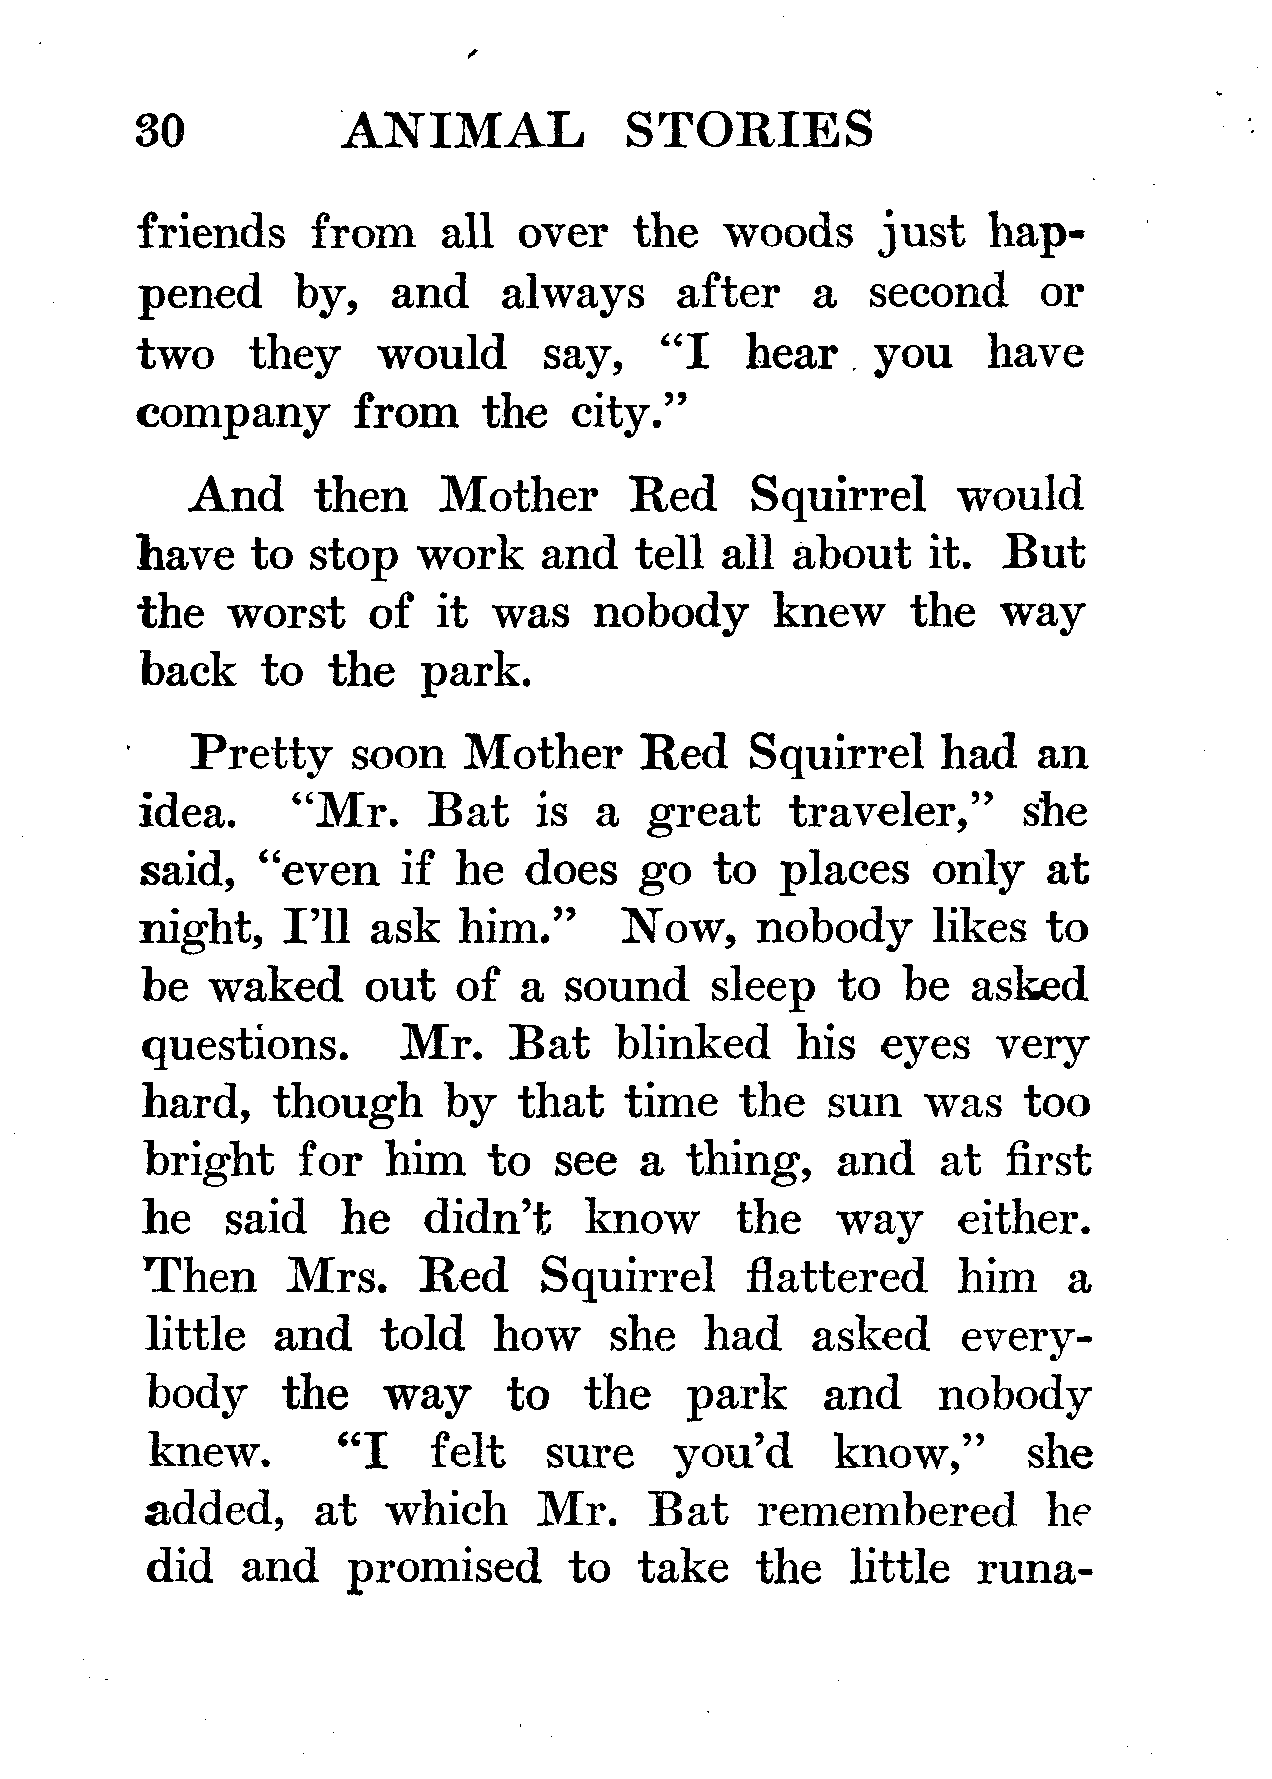 30 ANIMAL STORIES
friends from all over the woods just hap-
pened by, and always after a second or
two they would say, “I hear you have
company from the city.”
And then Mother Red Squirrel would
have to stop work and tell all about it. But
the worst of it was nobody knew the way
back to the park.
Pretty soon Mother Red Squirrel had an
idea. “Mr. Bat is a great traveler,” she
said, “even if he does go to places only at
night, I’ll ask him.” Now, nobody likes to
be waked out of a sound sleep to be asked
questions. Mr. Bat blinked his eyes very
hard, though by that time the sun was too
bright for him to see a thing, and at first
he said he didn’t know the way either.
Then Mrs. Red Squirrel flattered him a
little and told how she had asked every-
body the way to the park and nobody
knew. “I felt sure you’d know,” she
added, at which Mr. Bat remembered he
did and promised to take the little runa-